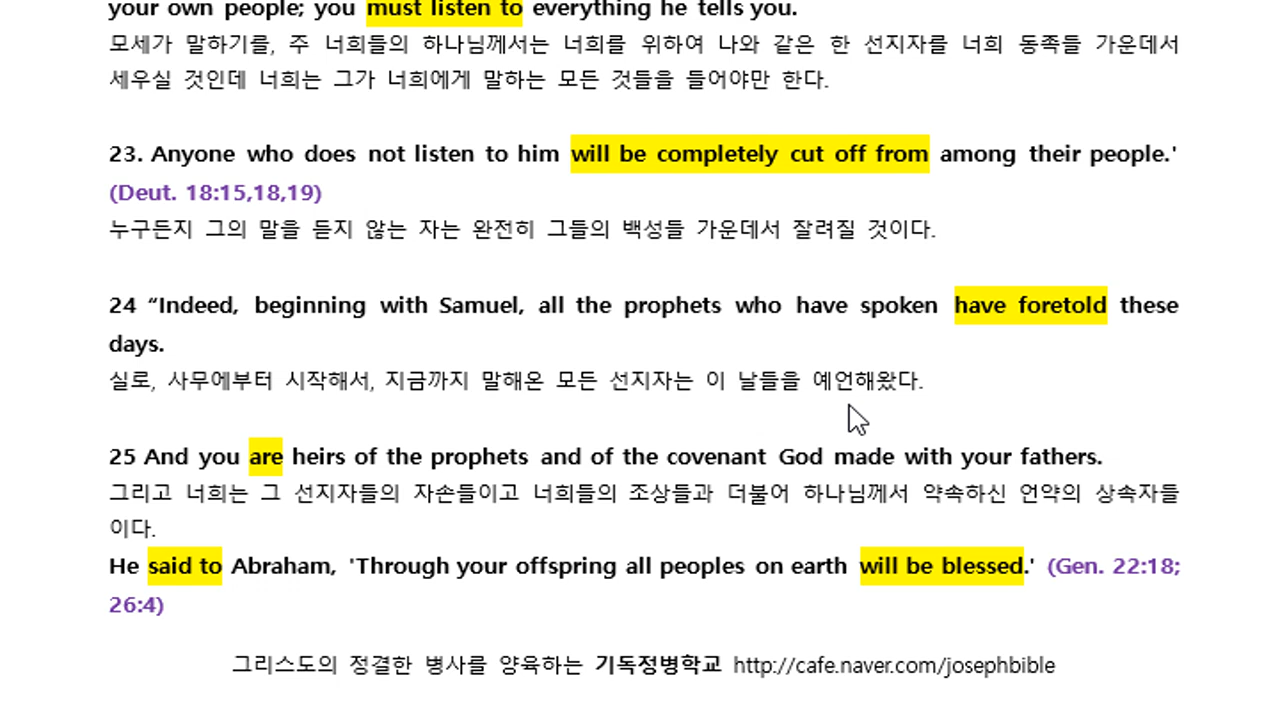 your own people; you must listen to everything he tells you.
모세가 말하기를, 주 너희들의 하나님께서는 너희를 위하여 나와 같은 한 선지자를 너희 동족들 가운데서
세우실 것인데 너희는 그가 너희에게 말하는 모든 것들을 들어야만 한다.
23. Anyone who does not listen to him will be completely cut off from among their people.'
(Deut. 18:15,18,19)
누구든지 그의 말을 듣지 않는 자는 완전히 그들의 백성들 가운데서 잘려질 것이다.
24 “Indeed, beginning with Samuel, all the prophets who have spoken have foretold these
days.
실로, 사무에부터 시작해서, 지금까지 말해온 모든 선지자는 이 날들을 예언해왔다.
25 And you are heirs of the prophets and of the covenant God made with your fathers.
그리고 너희는 그 선지자들의 자손들이고 너희들의 조상들과 더불어 하나님께서 약속하신 언약의 상속자들
이다.
He said to Abraham, 'Through your offspring all peoples on earth will be blessed.' (Gen. 22:18;
26:4)
그리스도의 정결한 병사를 양육하는 기독정병학교 http://cafe.naver.com/josephbible